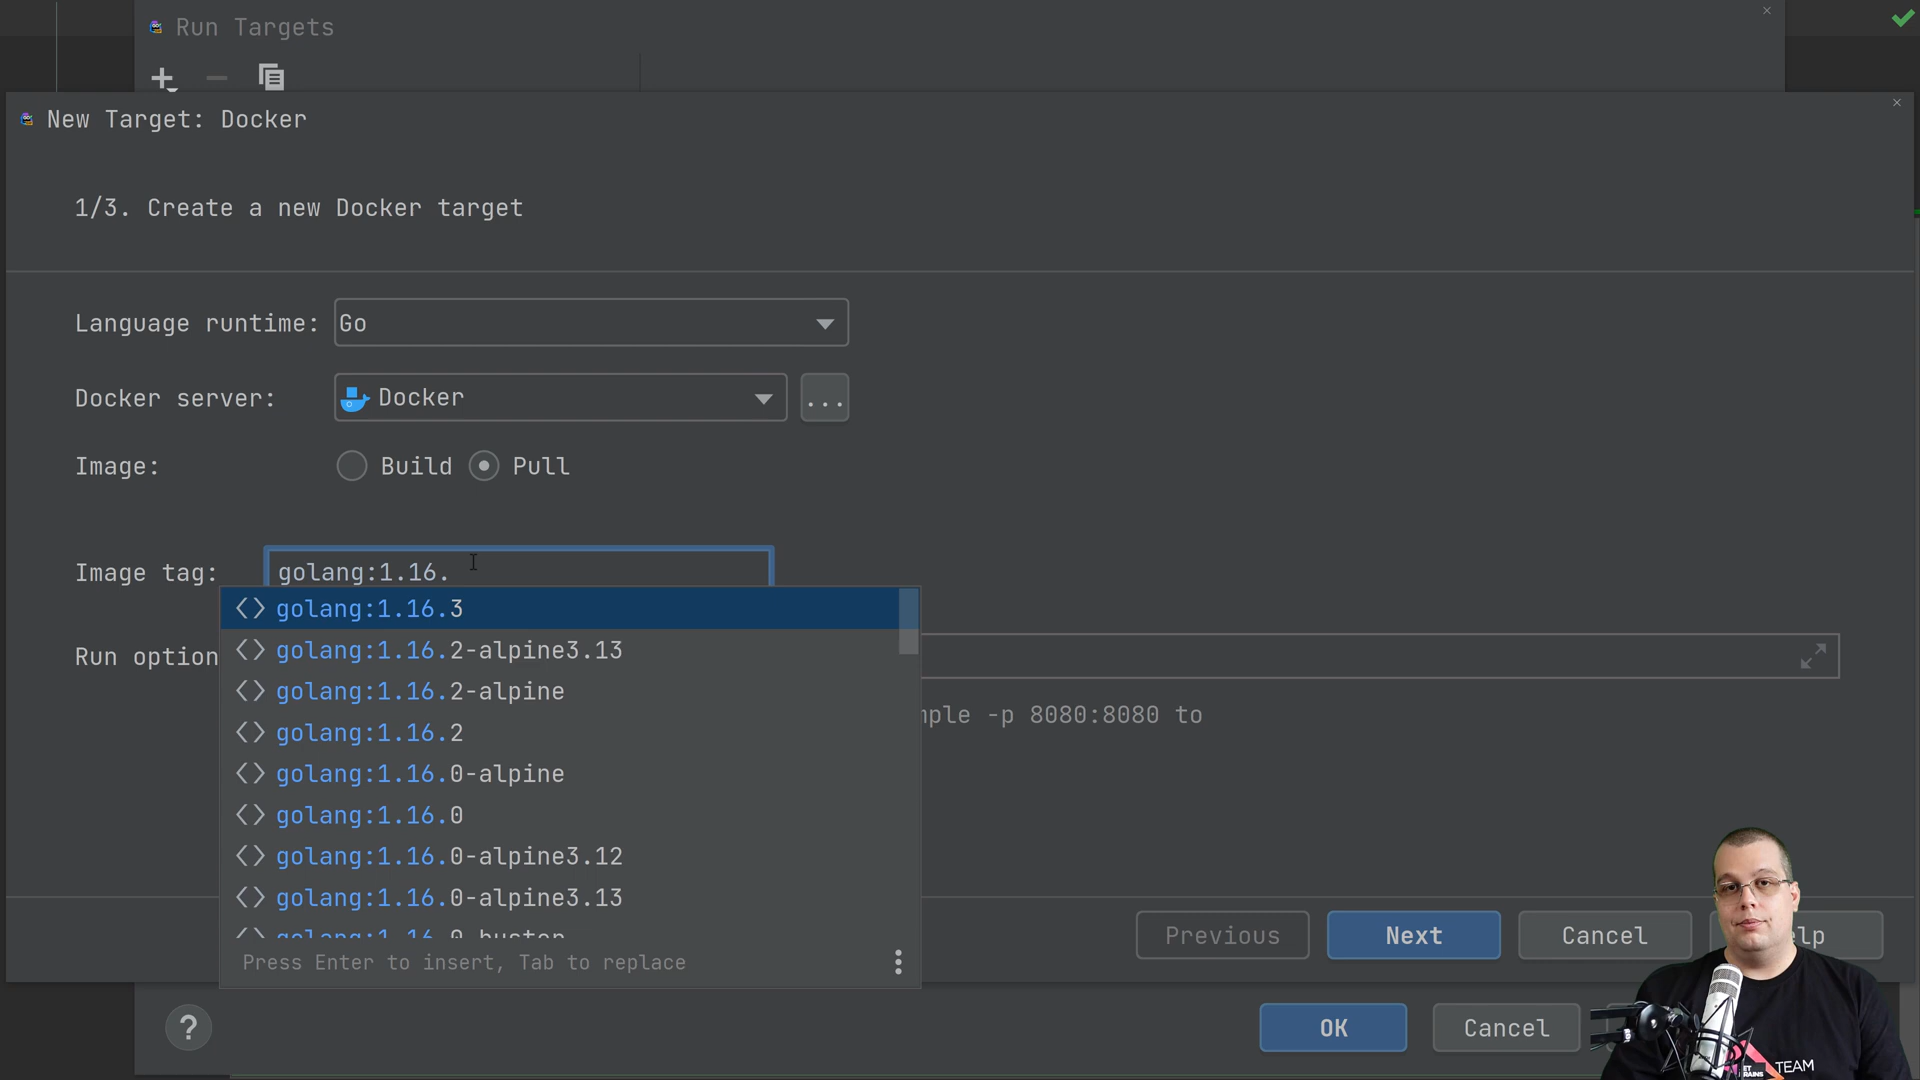 Run Targets
New Target: Docker
1/3. Create a new Docker target
Language runtime: Go
Docker server: Docker ...
Image: Build Pull
Image tag: golang:1.16.
golang:1.16.3
golang:1.16.2-alpine3.13
Run option
golang:1.16.2-alpine
-p 8080:8080 to
golang:1.16.2
golang:1.16.0-alpine
golang:1.16.0
golang:1.16.0-alpine3.12
golang:1.16.0-alpine3.13
Press Enter to insert, Tab to replace
Previous Next Cancel
? OK Cancel
TEAM